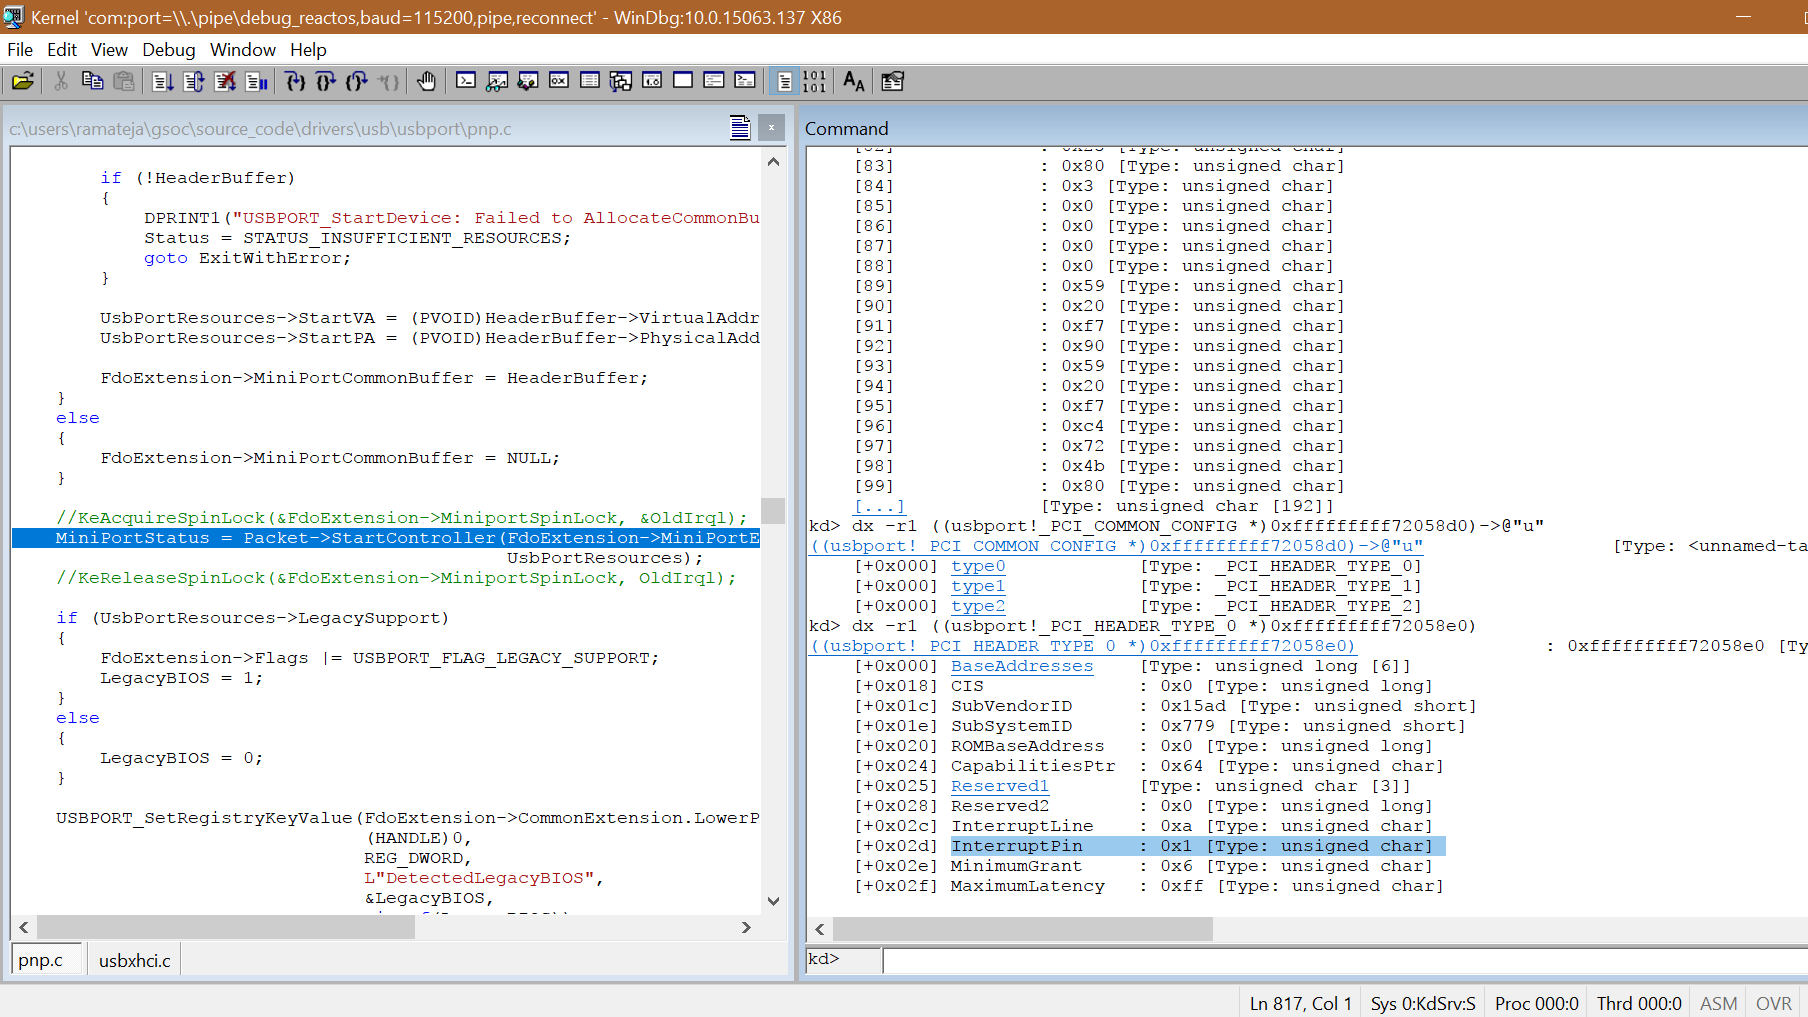 Kernel 'com:port=\\.\pipe\debug_reactos,baud=115200,pipe,reconnect' - WinDbg:10.0.15063.137 X86
File Edit View Debug Window Help
c:\users\ramateja\gsoc\source_code\drivers\usb\usbport\pnp.c
if (!HeaderBuffer)
{
DPRINT1("USBPORT_StartDevice: Failed to AllocateCommonBu
Status = STATUS_INSUFFICIENT_RESOURCES;
goto ExitWithError;
}
UsbPortResources->StartVA = (PVOID)HeaderBuffer->VirtualAddr
UsbPortResources->StartPA = (PVOID)HeaderBuffer->PhysicalAdd
FdoExtension->MiniPortCommonBuffer = HeaderBuffer;
}
else
{
FdoExtension->MiniPortCommonBuffer = NULL;
}
//KeAcquireSpinLock(&FdoExtension->MiniportSpinLock, &OldIrql);
MiniPortStatus = Packet->StartController(FdoExtension->MiniPortE
UsbPortResources);
//KeReleaseSpinLock(&FdoExtension->MiniportSpinLock, OldIrql);
if (UsbPortResources->LegacySupport)
{
FdoExtension->Flags |= USBPORT_FLAG_LEGACY_SUPPORT;
LegacyBIOS = 1;
}
else
{
LegacyBIOS = 0;
}
USBPORT_SetRegistryKeyValue(FdoExtension->CommonExtension.LowerP
(HANDLE)0,
REG_DWORD,
L"DetectedLegacyBIOS",
&LegacyBIOS,
pnp.c usbxhci.c
Command
[83] : 0x80 [Type: unsigned char]
[84] : 0x3 [Type: unsigned char]
[85] : 0x0 [Type: unsigned char]
[86] : 0x0 [Type: unsigned char]
[87] : 0x0 [Type: unsigned char]
[88] : 0x0 [Type: unsigned char]
[89] : 0x59 [Type: unsigned char]
[90] : 0x20 [Type: unsigned char]
[91] : 0xf7 [Type: unsigned char]
[92] : 0x90 [Type: unsigned char]
[93] : 0x59 [Type: unsigned char]
[94] : 0x20 [Type: unsigned char]
[95] : 0xf7 [Type: unsigned char]
[96] : 0xc4 [Type: unsigned char]
[97] : 0x72 [Type: unsigned char]
[98] : 0x4b [Type: unsigned char]
[99] : 0x80 [Type: unsigned char]
[...] [Type: unsigned char [192]]
kd> dx -r1 ((usbport!_PCI_COMMON_CONFIG *)0xfffffffff72058d0)->@"u"
((usbport!_PCI_COMMON_CONFIG *)0xfffffffff72058d0)->@"u" [Type: <unnamed-ta
[+0x000] type0 [Type: _PCI_HEADER_TYPE_0]
[+0x000] type1 [Type: _PCI_HEADER_TYPE_1]
[+0x000] type2 [Type: _PCI_HEADER_TYPE_2]
kd> dx -r1 ((usbport!_PCI_HEADER_TYPE_0 *)0xfffffffff72058e0)
((usbport!_PCI_HEADER_TYPE_0 *)0xfffffffff72058e0) : 0xfffffffff72058e0 [Ty
[+0x000] BaseAddresses [Type: unsigned long [6]]
[+0x018] CIS : 0x0 [Type: unsigned long]
[+0x01c] SubVendorID : 0x15ad [Type: unsigned short]
[+0x01e] SubSystemID : 0x779 [Type: unsigned short]
[+0x020] ROMBaseAddress : 0x0 [Type: unsigned long]
[+0x024] CapabilitiesPtr : 0x64 [Type: unsigned char]
[+0x025] Reserved1 [Type: unsigned char [3]]
[+0x028] Reserved2 : 0x0 [Type: unsigned long]
[+0x02c] InterruptLine : 0xa [Type: unsigned char]
[+0x02d] InterruptPin : 0x1 [Type: unsigned char]
[+0x02e] MinimumGrant : 0x6 [Type: unsigned char]
[+0x02f] MaximumLatency : 0xff [Type: unsigned char]
kd>
Ln 817, Col 1 Sys 0:KdSrv:S Proc 000:0 Thrd 000:0 ASM OVR